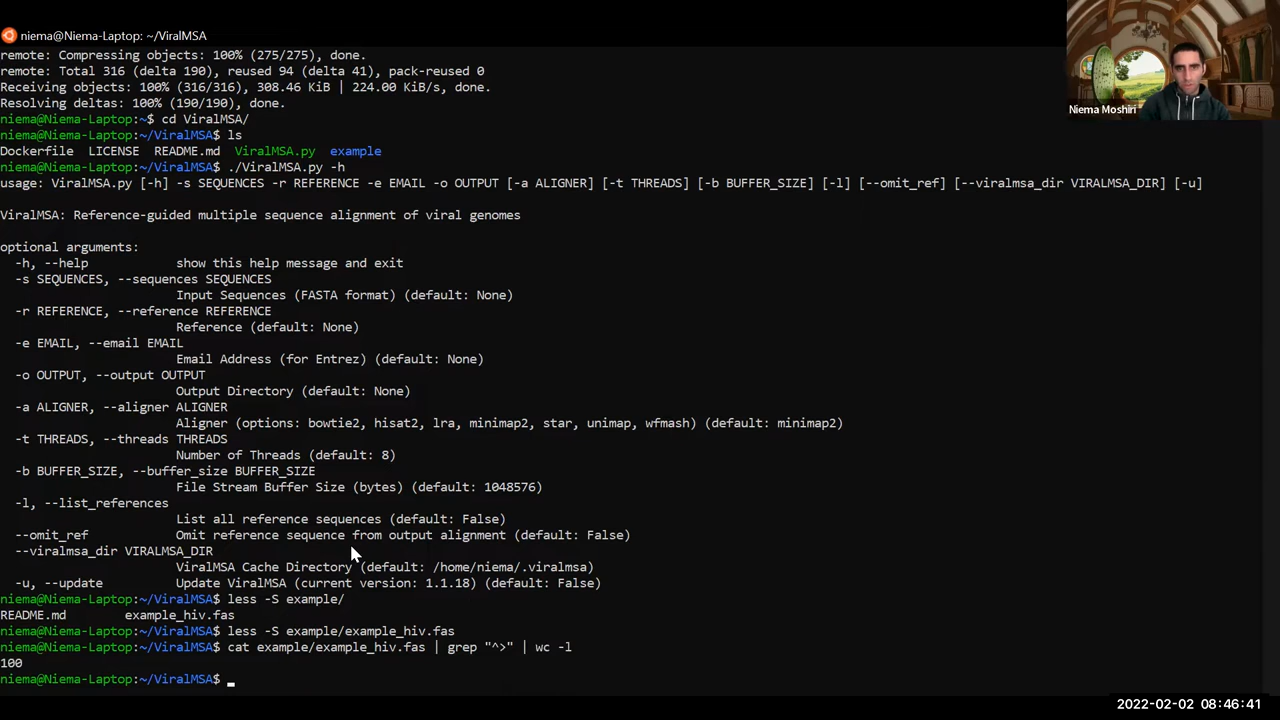 niema@Niema-Laptop: ~/ViralMSA
remote: Compressing objects: 100% (275/275), done.
remote: Total 316 (delta 190), reused 94 (delta 41), pack-reused 0
Receiving objects: 100% (316/316), 308.46 KiB | 224.00 KiB/s, done.
Resolving deltas: 100% (190/190), done.
niema@Niema-Laptop:~$ cd ViralMSA/
niema@Niema-Laptop:~/ViralMSA$ ls
Dockerfile  LICENSE  README.md  ViralMSA.py  example
niema@Niema-Laptop:~/ViralMSA$ ./ViralMSA.py -h
usage: ViralMSA.py [-h] -s SEQUENCES -r REFERENCE -e EMAIL -o OUTPUT [-a ALIGNER] [-t THREADS] [-b BUFFER_SIZE] [-l] [--omit_ref] [--viralmsa_dir VIRALMSA_DIR] [-u]
ViralMSA: Reference-guided multiple sequence alignment of viral genomes
optional arguments:
-h, --help            show this help message and exit
-s SEQUENCES, --sequences SEQUENCES
Input Sequences (FASTA format) (default: None)
-r REFERENCE, --reference REFERENCE
Reference (default: None)
-e EMAIL, --email EMAIL
Email Address (for Entrez) (default: None)
-o OUTPUT, --output OUTPUT
Output Directory (default: None)
-a ALIGNER, --aligner ALIGNER
Aligner (options: bowtie2, hisat2, lra, minimap2, star, unimap, wfmash) (default: minimap2)
-t THREADS, --threads THREADS
Number of Threads (default: 8)
-b BUFFER_SIZE, --buffer_size BUFFER_SIZE
File Stream Buffer Size (bytes) (default: 1048576)
-l, --list_references
List all reference sequences (default: False)
--omit_ref            Omit reference sequence from output alignment (default: False)
--viralmsa_dir VIRALMSA_DIR
ViralMSA Cache Directory (default: /home/niema/.viralmsa)
-u, --update          Update ViralMSA (current version: 1.1.18) (default: False)
niema@Niema-Laptop:~/ViralMSA$ less -S example/
README.md        example_hiv.fas
niema@Niema-Laptop:~/ViralMSA$ less -S example/example_hiv.fas
niema@Niema-Laptop:~/ViralMSA$ cat example/example_hiv.fas | grep "^>" | wc -l
100
niema@Niema-Laptop:~/ViralMSA$
Niema Moshiri
2022-02-02 08:46:41